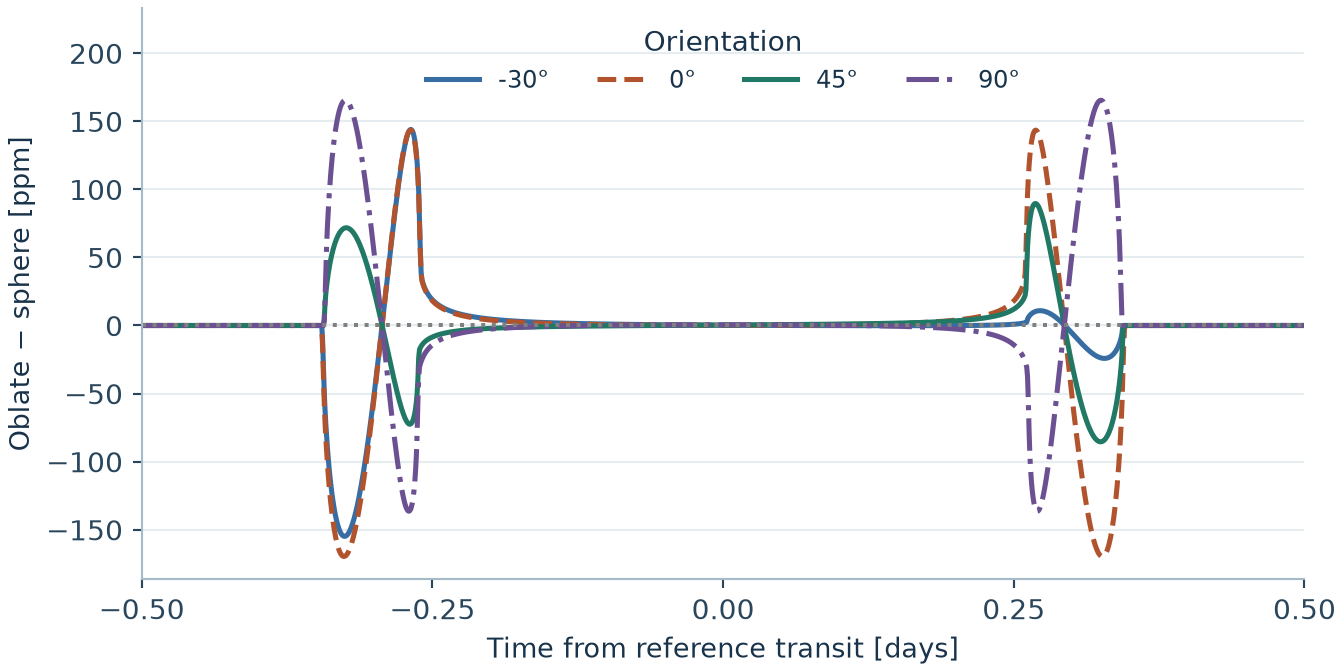 Orientation
-30° 0° 45° 90°
200
150
100
50
0
−50
−100
−150
Oblate − sphere [ppm]
−0.50 −0.25 0.00 0.25 0.50
Time from reference transit [days]